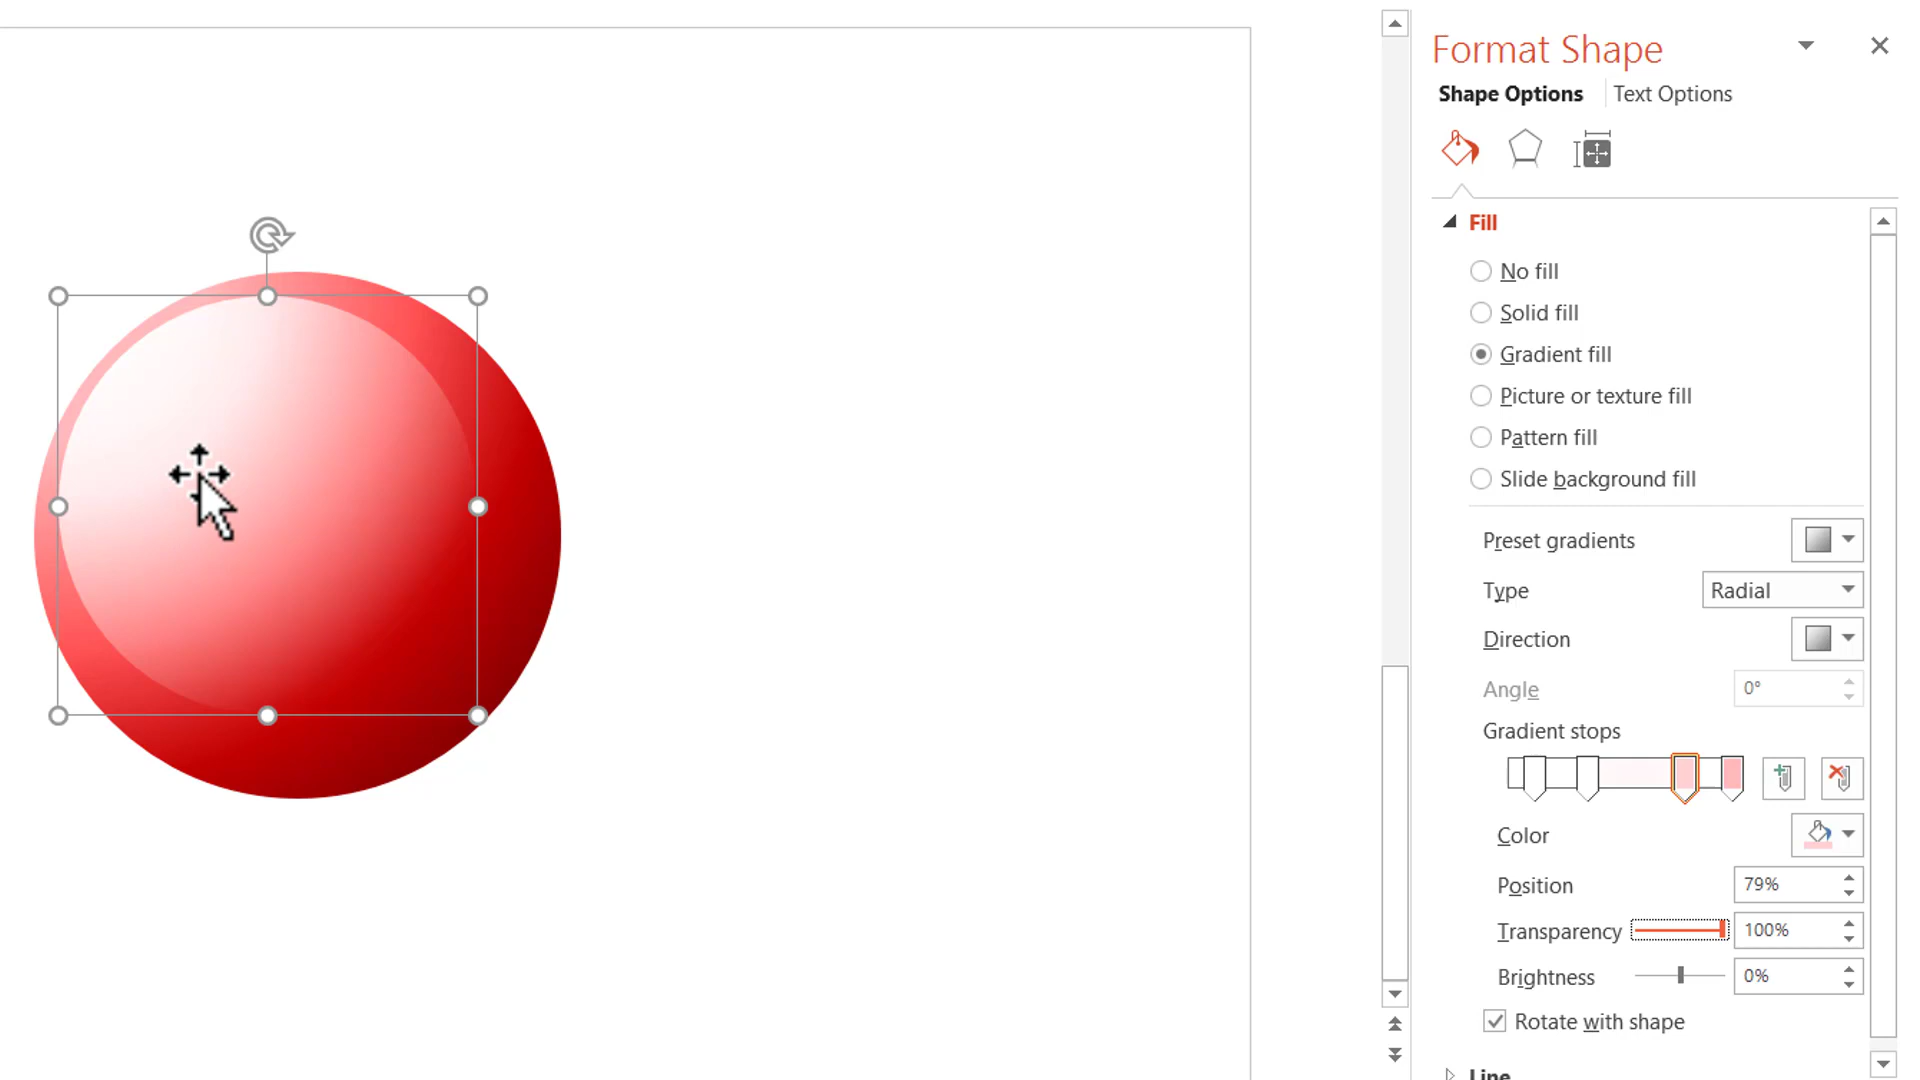 Format Shape
Shape Options Text Options
Fill
No fill
Solid fill
Gradient fill
Picture or texture fill
Pattern fill
Slide background fill
Preset gradients
Type Radial
Direction
Angle 0°
Gradient stops
Color
Position 79%
Transparency 100%
Brightness 0%
Rotate with shape
Line